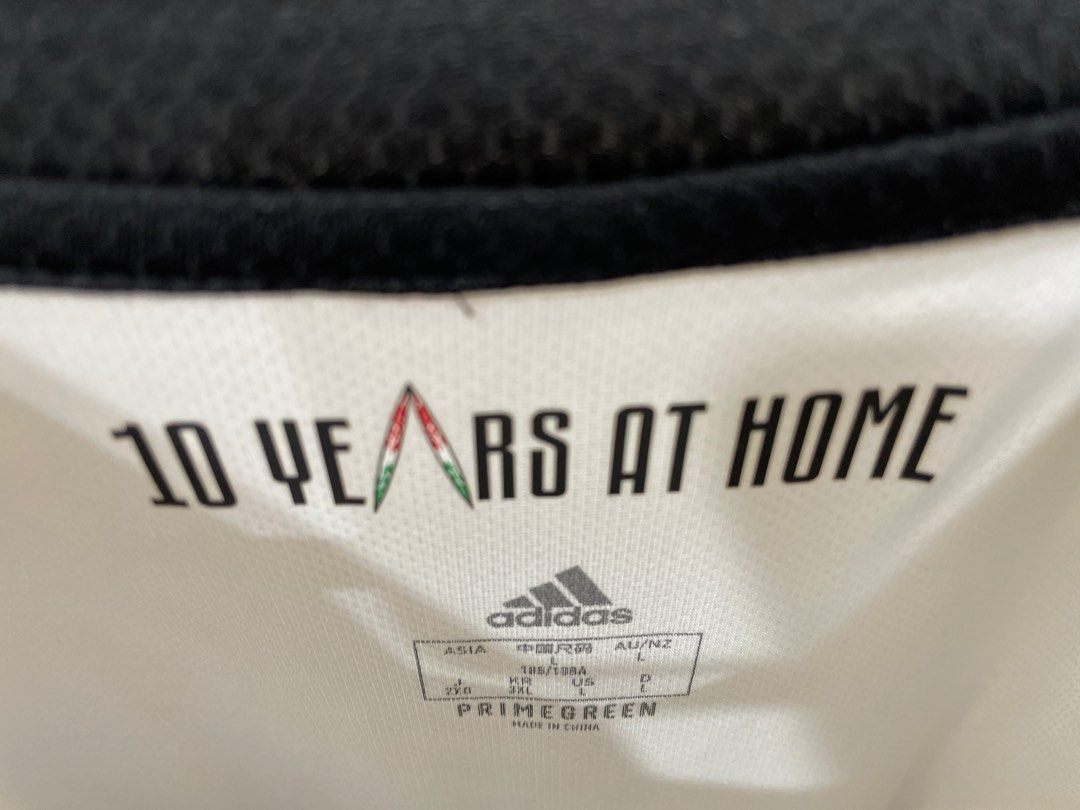 10 YEARS AT HOME
adidas
ASIA 中國尺码 AU/NZ
L L
185/108A
J KR US D
2XO 3XL L L
PRIMEGREEN
MADE IN CHINA